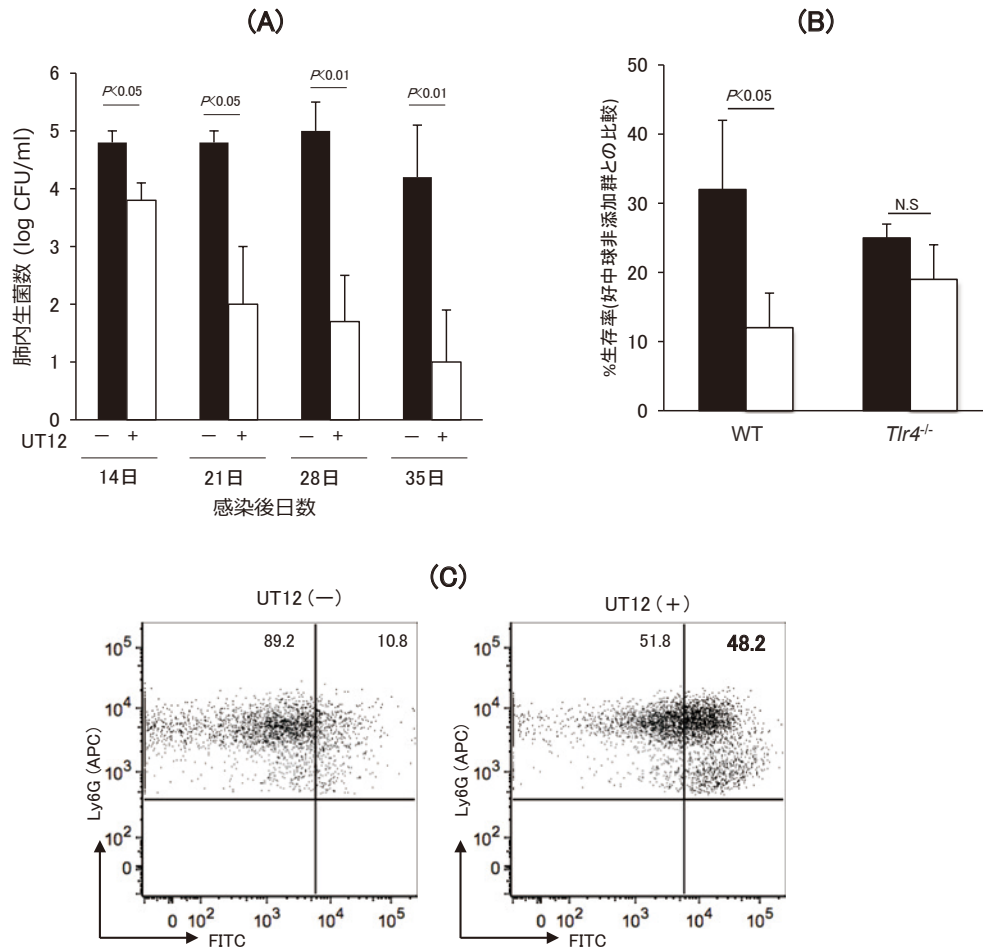 (A)
肺内生菌数 (log CFU/ml)
6
5
4
3
2
1
0
P<0.05
P<0.05
P<0.01
P<0.01
UT12
− + − + − + − +
14日 21日 28日 35日
感染後日数
(B)
%生存率(好中球非添加群との比較)
50
40
30
20
10
0
P<0.05
N.S
WT Tlr4-/-
(C)
UT12 (−)
89.2 10.8
Ly6G (APC)
10⁵
10⁴
10³
10²
0
0 10² 10³ 10⁴ 10⁵
FITC
UT12 (+)
51.8 48.2
Ly6G (APC)
10⁵
10⁴
10³
10²
0
0 10² 10³ 10⁴ 10⁵
FITC